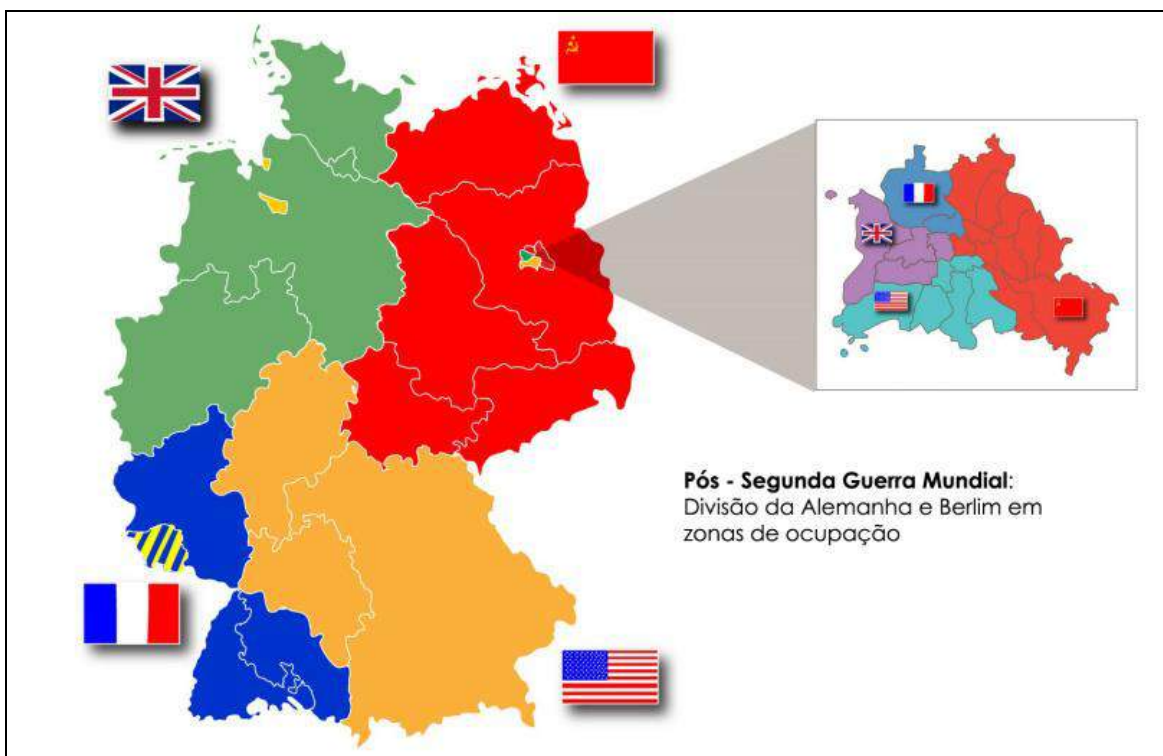 Pós - Segunda Guerra Mundial:
Divisão da Alemanha e Berlim em
zonas de ocupação